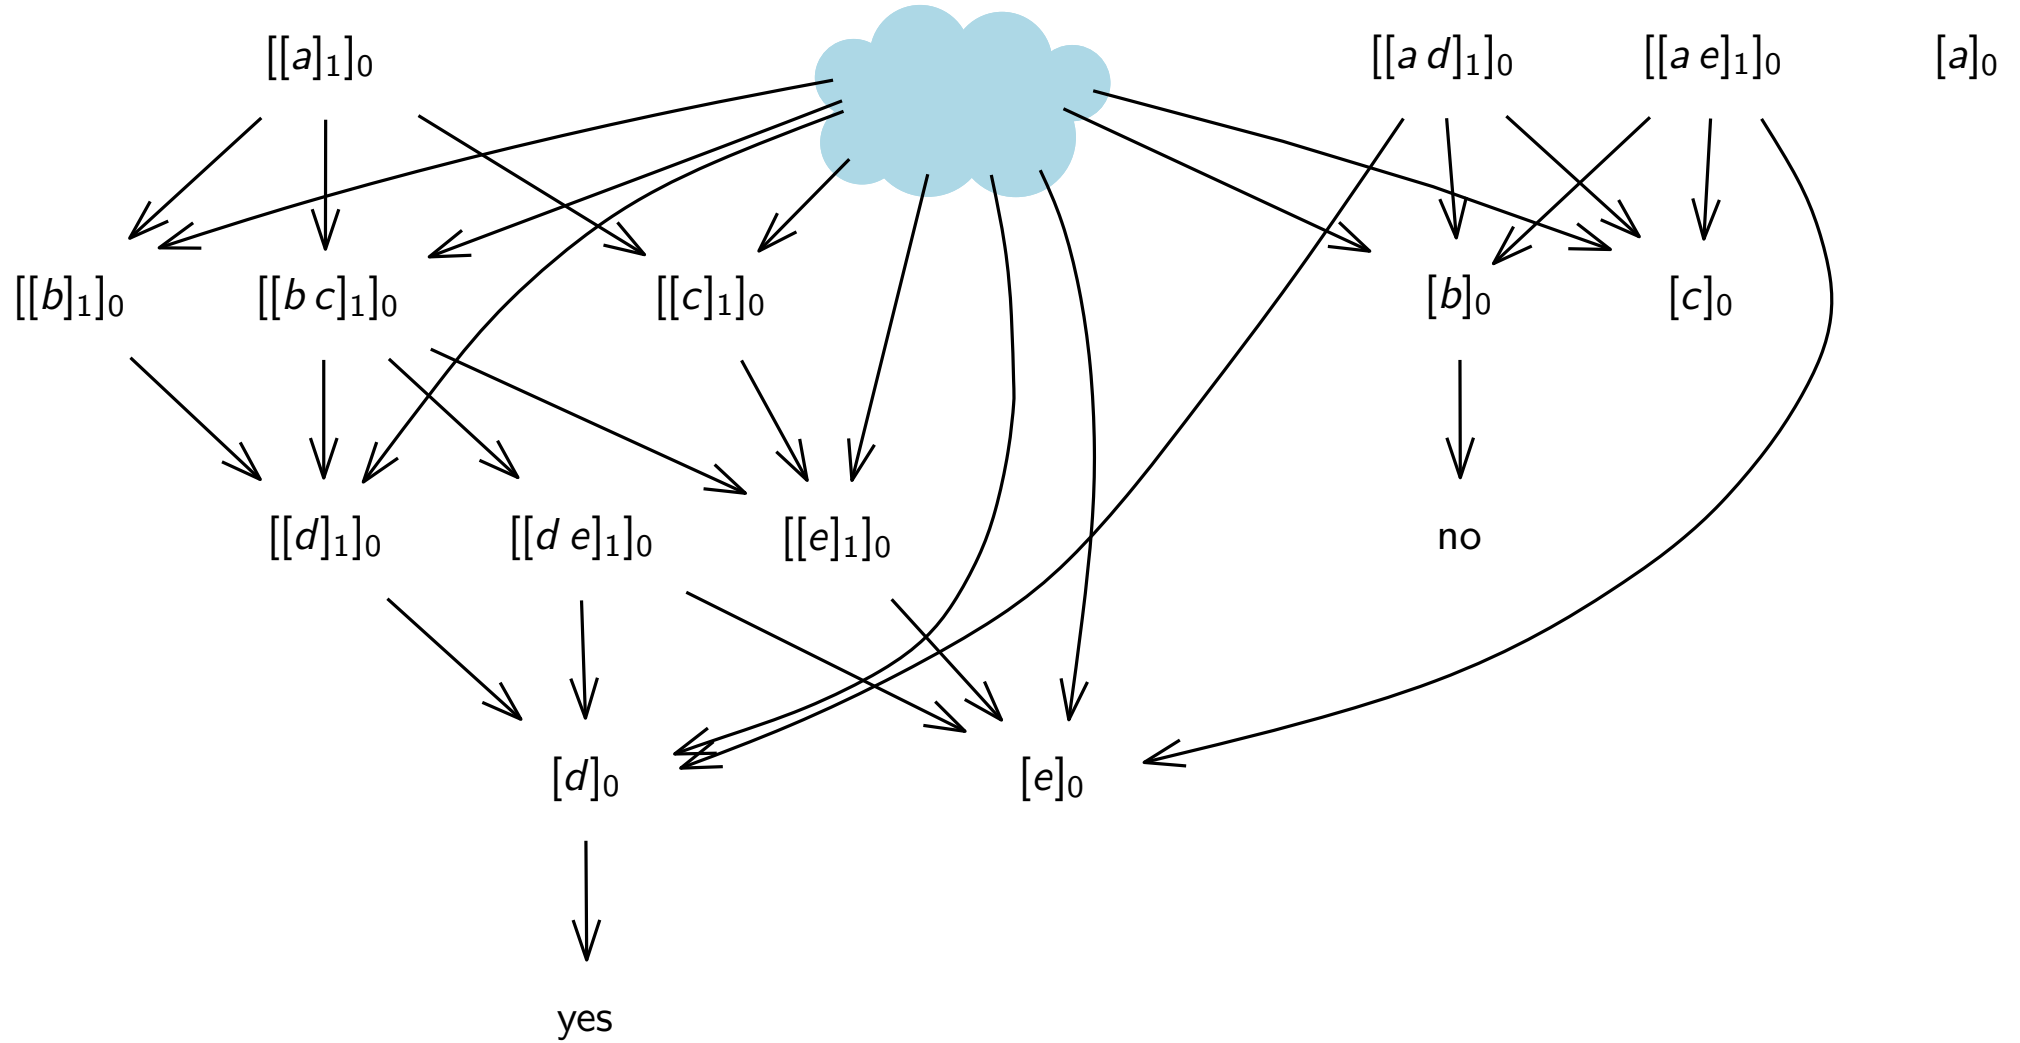 [[a]₁]₀ [[a d]₁]₀ [[a e]₁]₀ [a]₀
[[b]₁]₀ [[b c]₁]₀ [[c]₁]₀ [b]₀ [c]₀
[[d]₁]₀ [[d e]₁]₀ [[e]₁]₀ no
[d]₀ [e]₀
yes